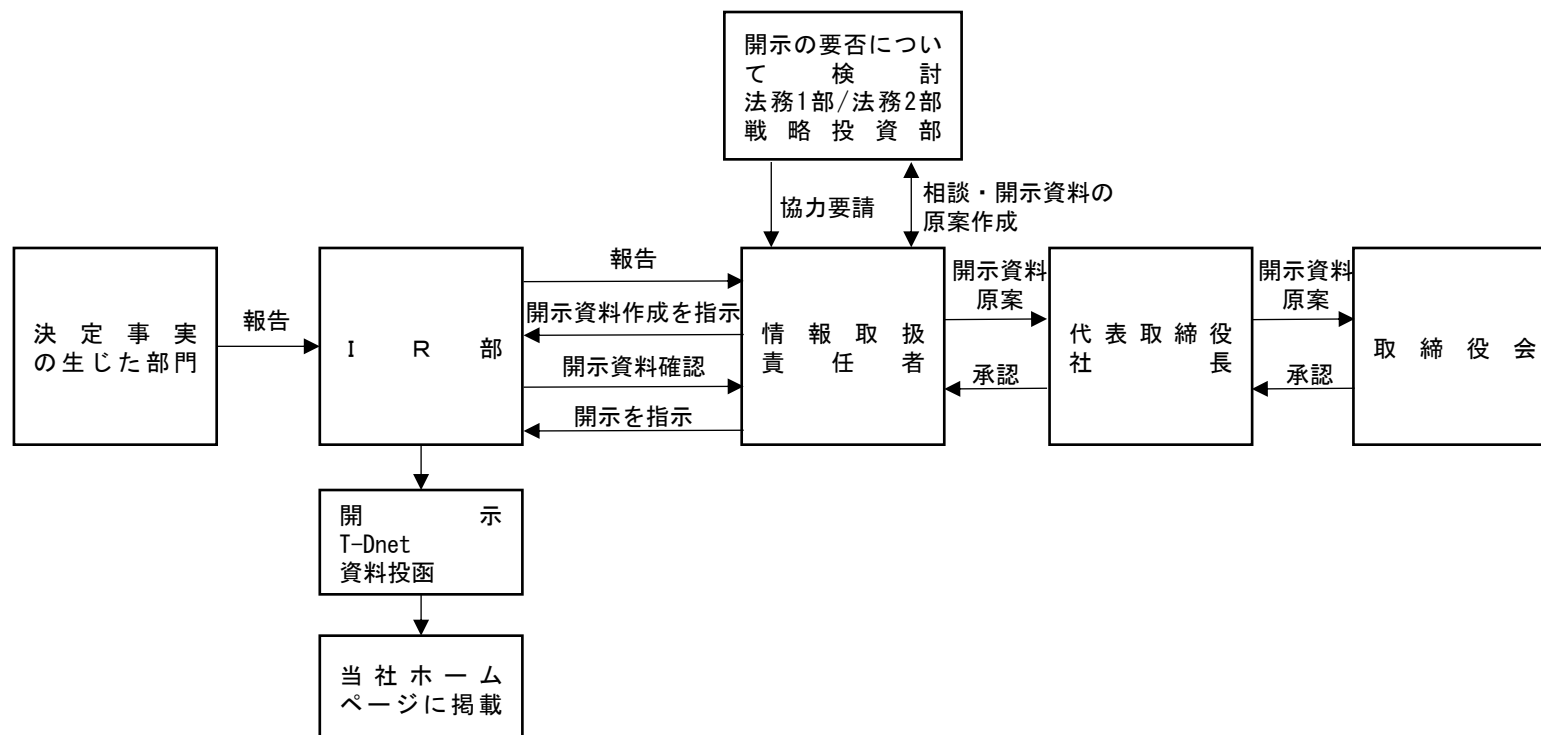 開示の要否につい
て検討
法務1部/法務2部
戦略投資部
協力要請
相談・開示資料の
原案作成
決定事実
の生じた部門
報告
IR部
報告
開示資料作成を指示
開示資料確認
開示を指示
情報取扱
責任者
開示資料
原案
承認
代表取締役
社長
開示資料
原案
承認
取締役会
開示
T-Dnet
資料投函
当社ホーム
ページに掲載